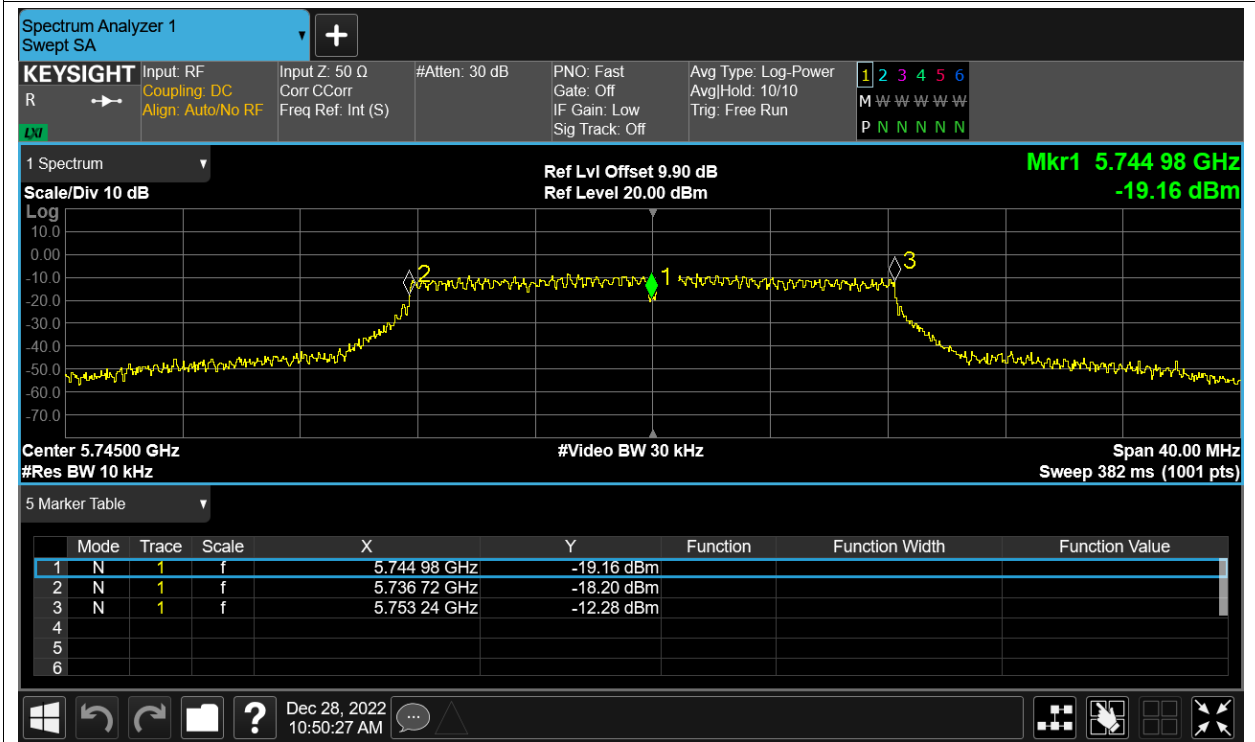 Spectrum Analyzer 1
Swept SA
+
KEYSIGHT Input: RF Input Z: 50 Ω #Atten: 30 dB PNO: Fast Avg Type: Log-Power 1 2 3 4 5 6
R Coupling: DC Corr CCorr Gate: Off Avg|Hold: 10/10 M W W W W W
Align: Auto/No RF Freq Ref: Int (S) IF Gain: Low Trig: Free Run
LXI Sig Track: Off P N N N N N
1 Spectrum Ref Lvl Offset 9.90 dB Mkr1 5.744 98 GHz
Scale/Div 10 dB Ref Level 20.00 dBm -19.16 dBm
Log
10.0
0.00
-10.0
-20.0
-30.0
-40.0
-50.0
-60.0
-70.0
2 1 3
Center 5.74500 GHz #Video BW 30 kHz Span 40.00 MHz
#Res BW 10 kHz Sweep 382 ms (1001 pts)
5 Marker Table
Mode Trace Scale X Y Function Function Width Function Value
1 N 1 f 5.744 98 GHz -19.16 dBm
2 N 1 f 5.736 72 GHz -18.20 dBm
3 N 1 f 5.753 24 GHz -12.28 dBm
4
5
6
? Dec 28, 2022
10:50:27 AM